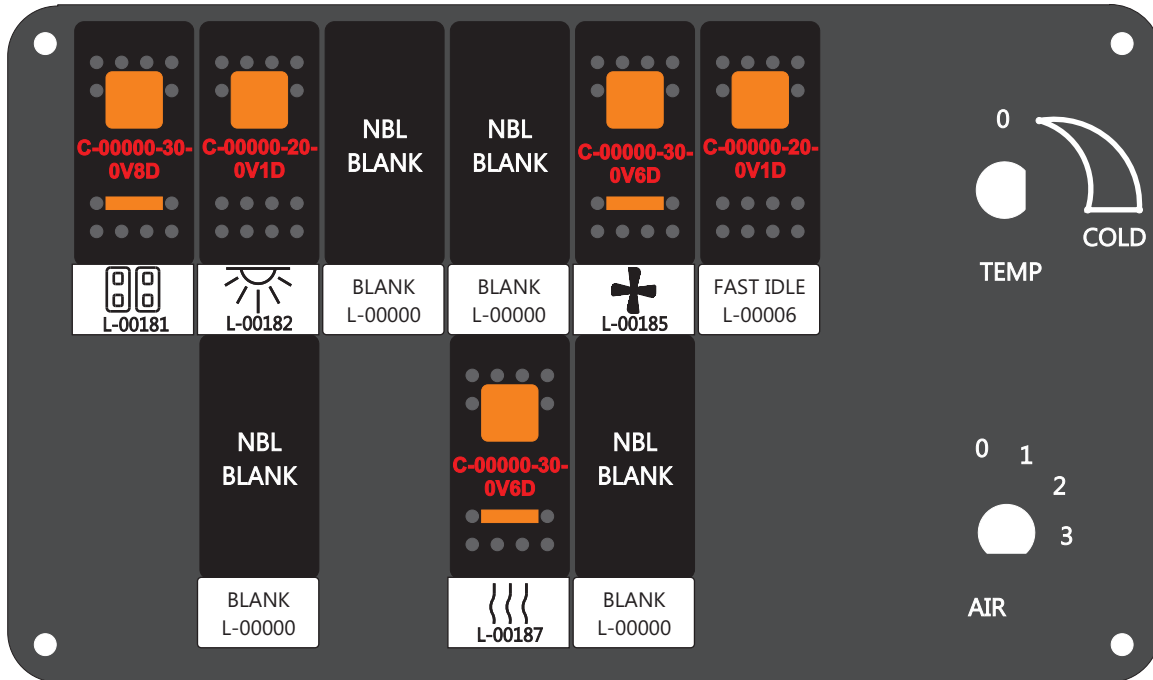 C-00000-30-
0V8D
L-00181
C-00000-20-
0V1D
L-00182
NBL
BLANK
BLANK
L-00000
NBL
BLANK
BLANK
L-00000
C-00000-30-
0V6D
L-00185
C-00000-20-
0V1D
FAST IDLE
L-00006
0
COLD
TEMP
NBL
BLANK
BLANK
L-00000
C-00000-30-
0V6D
L-00187
NBL
BLANK
BLANK
L-00000
0
1
2
3
AIR